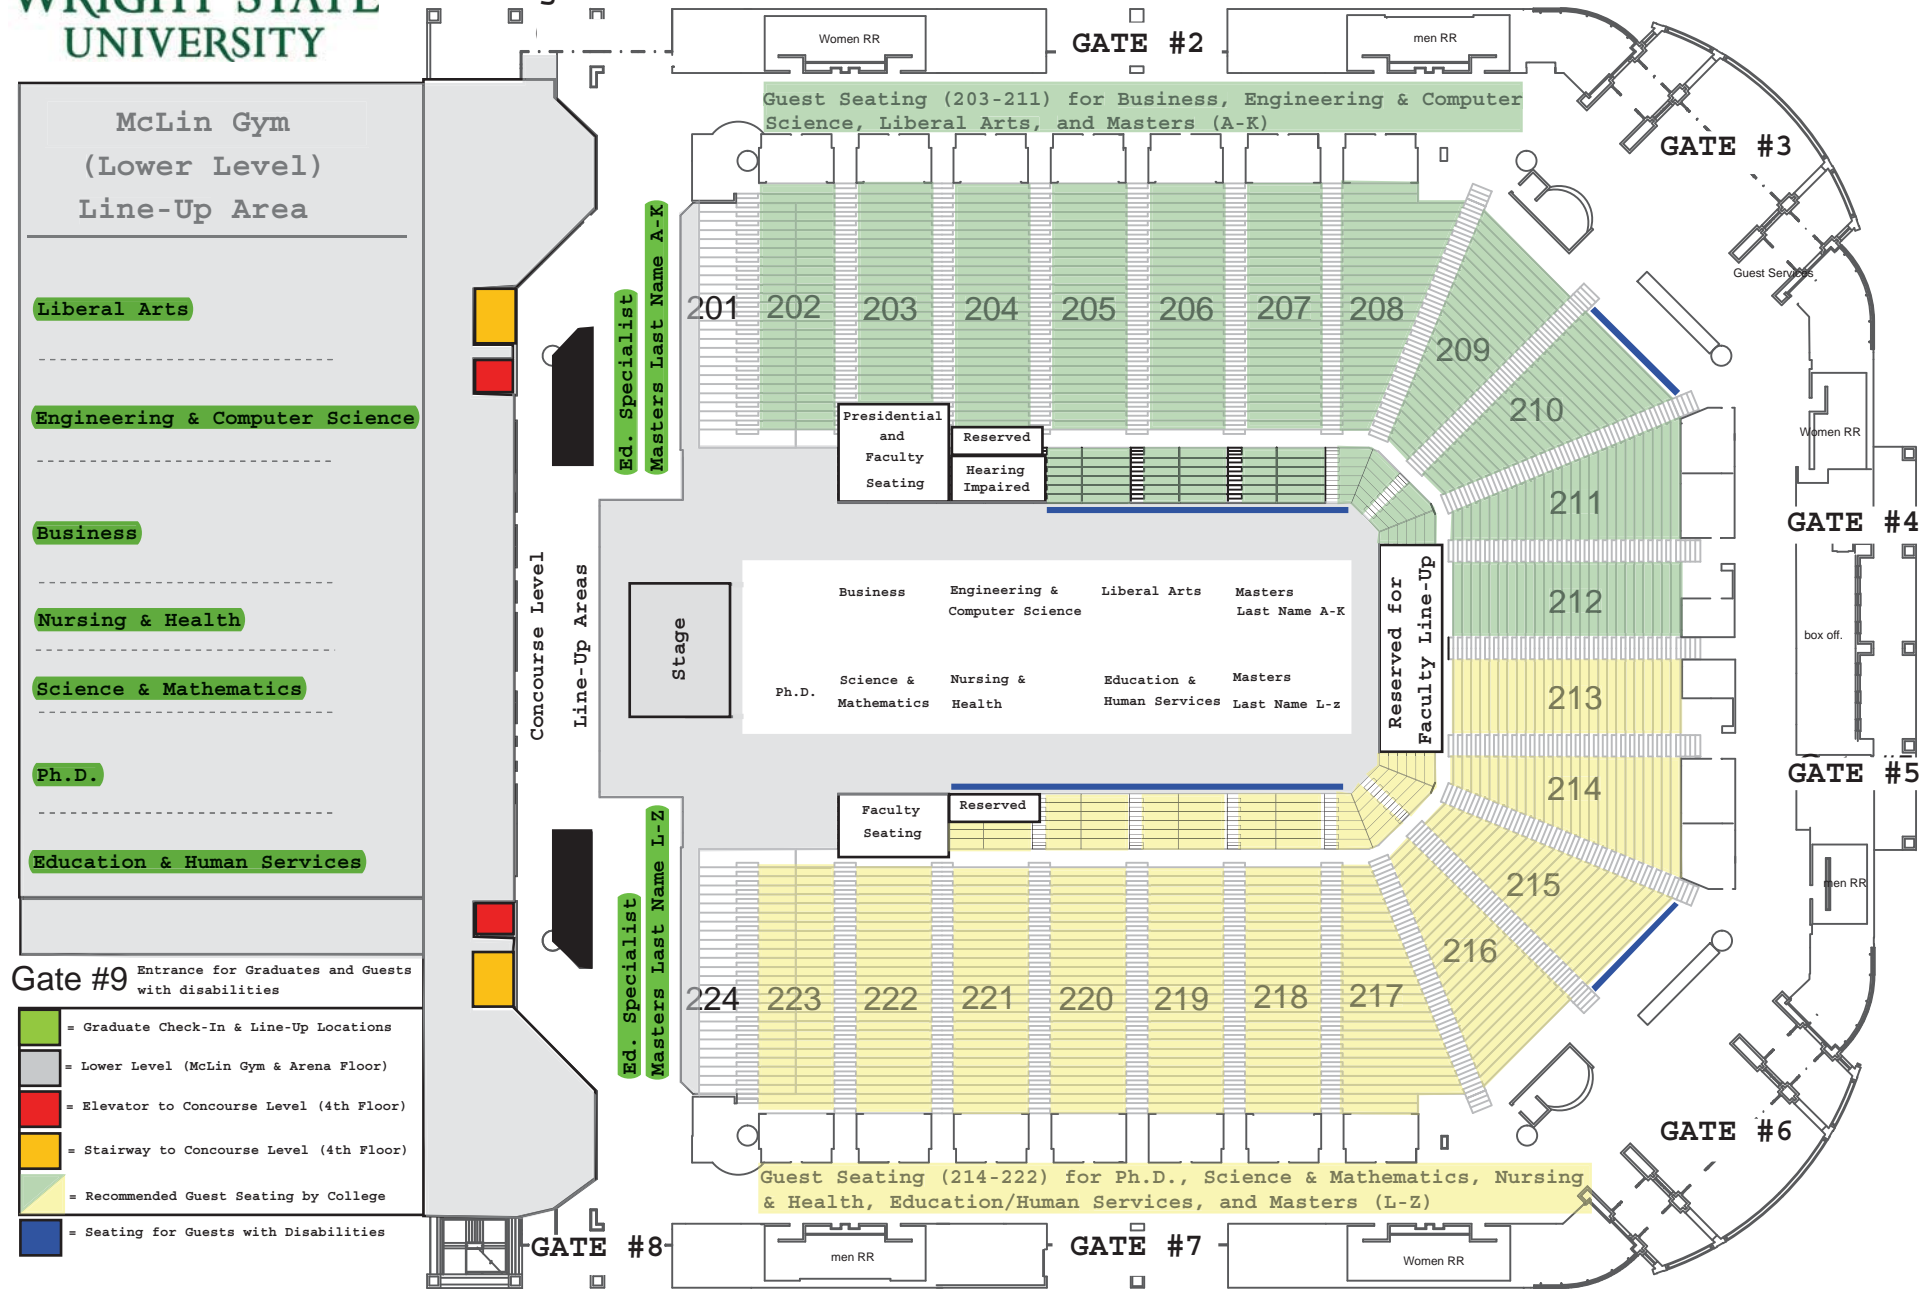 WRIGHT STATE
UNIVERSITY
McLin Gym
(Lower Level)
Line-Up Area
Liberal Arts
Engineering & Computer Science
Business
Nursing & Health
Science & Mathematics
Ph.D.
Education & Human Services
Gate #9 Entrance for Graduates and Guests
with disabilities
= Graduate Check-In & Line-Up Locations
= Lower Level (McLin Gym & Arena Floor)
= Elevator to Concourse Level (4th Floor)
= Stairway to Concourse Level (4th Floor)
= Recommended Guest Seating by College
= Seating for Guests with Disabilities
Women RR
GATE #2
men RR
Guest Seating (203-211) for Business, Engineering & Computer
Science, Liberal Arts, and Masters (A-K)
GATE #3
Guest Services
Ed. Specialist
Masters Last Name A-K
201
202
203
204
205
206
207
208
209
210
211
212
213
214
215
216
217
218
219
220
221
222
223
224
Presidential
and
Faculty
Seating
Reserved
Hearing
Impaired
Concourse Level
Line-Up Areas
Stage
Business
Engineering &
Computer Science
Liberal Arts
Masters
Last Name A-K
Ph.D.
Science &
Mathematics
Nursing &
Health
Education &
Human Services
Masters
Last Name L-z
Reserved for
Faculty Line-Up
Women RR
GATE #4
box off.
GATE #5
men RR
Faculty
Seating
Reserved
Ed. Specialist
Masters Last Name L-Z
GATE #6
Guest Seating (214-222) for Ph.D., Science & Mathematics, Nursing
& Health, Education/Human Services, and Masters (L-Z)
GATE #8
men RR
GATE #7
Women RR